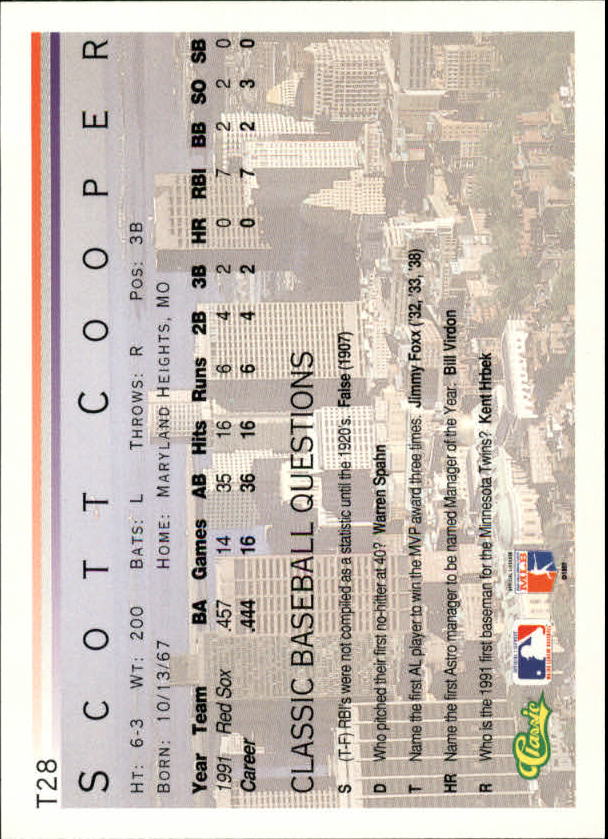 T28
SCOTT COOPER
HT: 6-3 WT: 200 BATS: L THROWS: R POS: 3B
BORN: 10/13/67 HOME: MARYLAND HEIGHTS, MO
Year Team BA Games AB Hits Runs 2B 3B HR RBI BB SO SB
1991 Red Sox .457 14 35 16 6 4 2 0 7 2 2 0
Career .444 16 36 16 6 4 2 0 7 2 3 0
CLASSIC BASEBALL QUESTIONS
S (T-F) RBI's were not compiled as a statistic until the 1920's. False (1907)
D Who pitched their first no-hitter at 40? Warren Spahn
T Name the first AL player to win the MVP award three times. Jimmy Foxx ('32, '33, '38)
HR Name the first Astro manager to be named Manager of the Year. Bill Virdon
R Who is the 1991 first baseman for the Minnesota Twins? Kent Hrbek
Classic
MLB